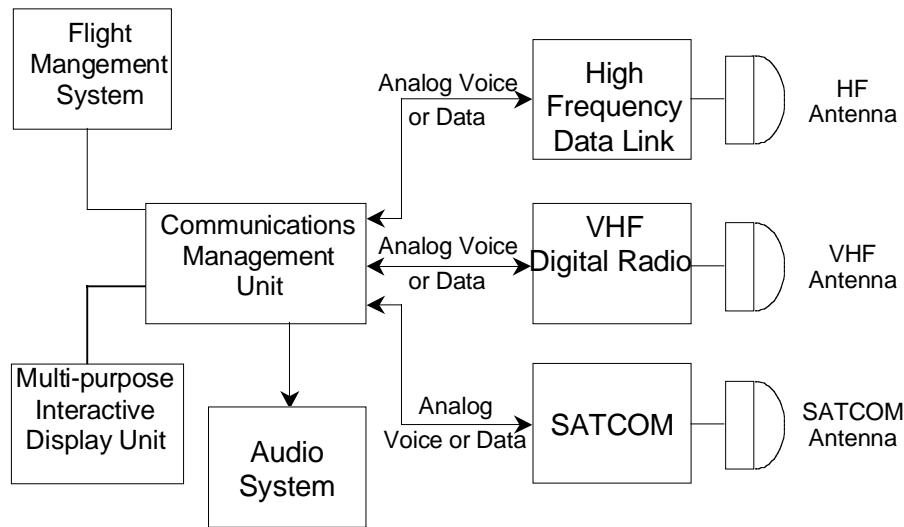 Flight
Mangement
System
Analog Voice
or Data
High
Frequency
Data Link
HF
Antenna
Communications
Management
Unit
Analog Voice
or Data
VHF
Digital Radio
VHF
Antenna
Multi-purpose
Interactive
Display Unit
Audio
System
Analog
Voice or Data
SATCOM
SATCOM
Antenna